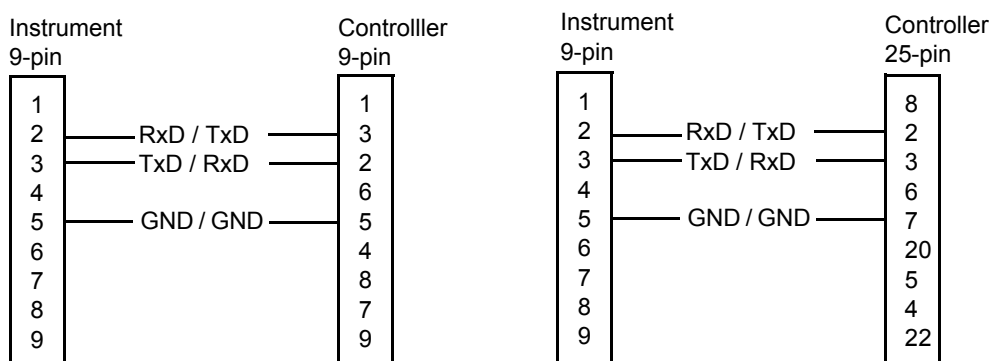 Instrument
9-pin
Controlller
9-pin
1 1
2 RxD / TxD 3
3 TxD / RxD 2
4 6
5 GND / GND 5
6 4
7 8
8 7
9 9
Instrument
9-pin
Controller
25-pin
1 8
2 RxD / TxD 2
3 TxD / RxD 3
4 6
5 GND / GND 7
6 20
7 5
8 4
9 22